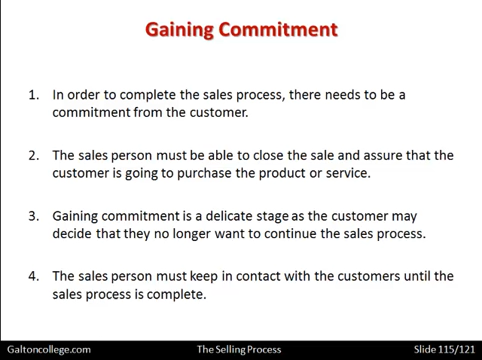 Gaining Commitment
1. In order to complete the sales process, there needs to be a
commitment from the customer.
2. The sales person must be able to close the sale and assure that the
customer is going to purchase the product or service.
3. Gaining commitment is a delicate stage as the customer may
decide that they no longer want to continue the sales process.
4. The sales person must keep in contact with the customers until the
sales process is complete.
Galtoncollege.com The Selling Process Slide 115/121